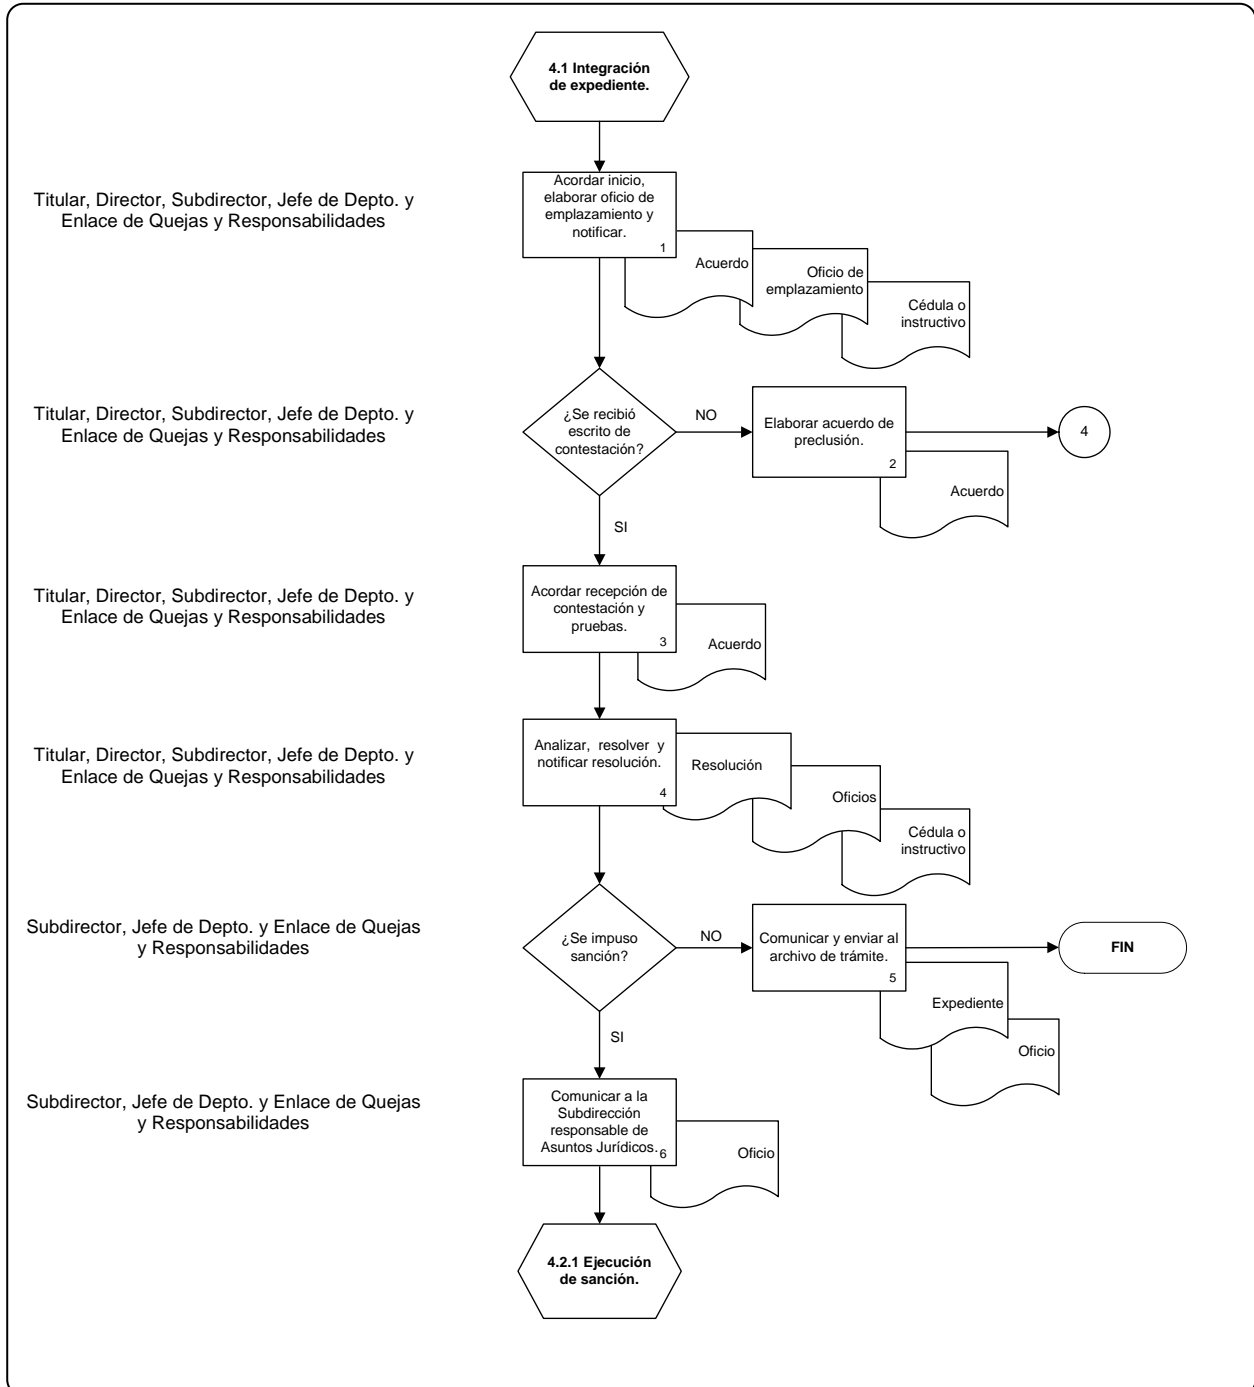 4.1 Integración
de expediente.
Titular, Director, Subdirector, Jefe de Depto. y
Enlace de Quejas y Responsabilidades
Acordar inicio,
elaborar oficio de
emplazamiento y
notificar.
1
Acuerdo
Oficio de
emplazamiento
Cédula o
instructivo
Titular, Director, Subdirector, Jefe de Depto. y
Enlace de Quejas y Responsabilidades
¿Se recibió
escrito de
contestación?
NO
Elaborar acuerdo de
preclusión.
2
4
Acuerdo
SI
Titular, Director, Subdirector, Jefe de Depto. y
Enlace de Quejas y Responsabilidades
Acordar recepción de
contestación y
pruebas.
3
Acuerdo
Titular, Director, Subdirector, Jefe de Depto. y
Enlace de Quejas y Responsabilidades
Analizar, resolver y
notificar resolución.
4
Resolución
Oficios
Cédula o
instructivo
Subdirector, Jefe de Depto. y Enlace de Quejas
y Responsabilidades
¿Se impuso
sanción?
NO
Comunicar y enviar al
archivo de trámite.
5
FIN
Expediente
Oficio
SI
Subdirector, Jefe de Depto. y Enlace de Quejas
y Responsabilidades
Comunicar a la
Subdirección
responsable de
Asuntos Jurídicos.
6
Oficio
4.2.1 Ejecución
de sanción.